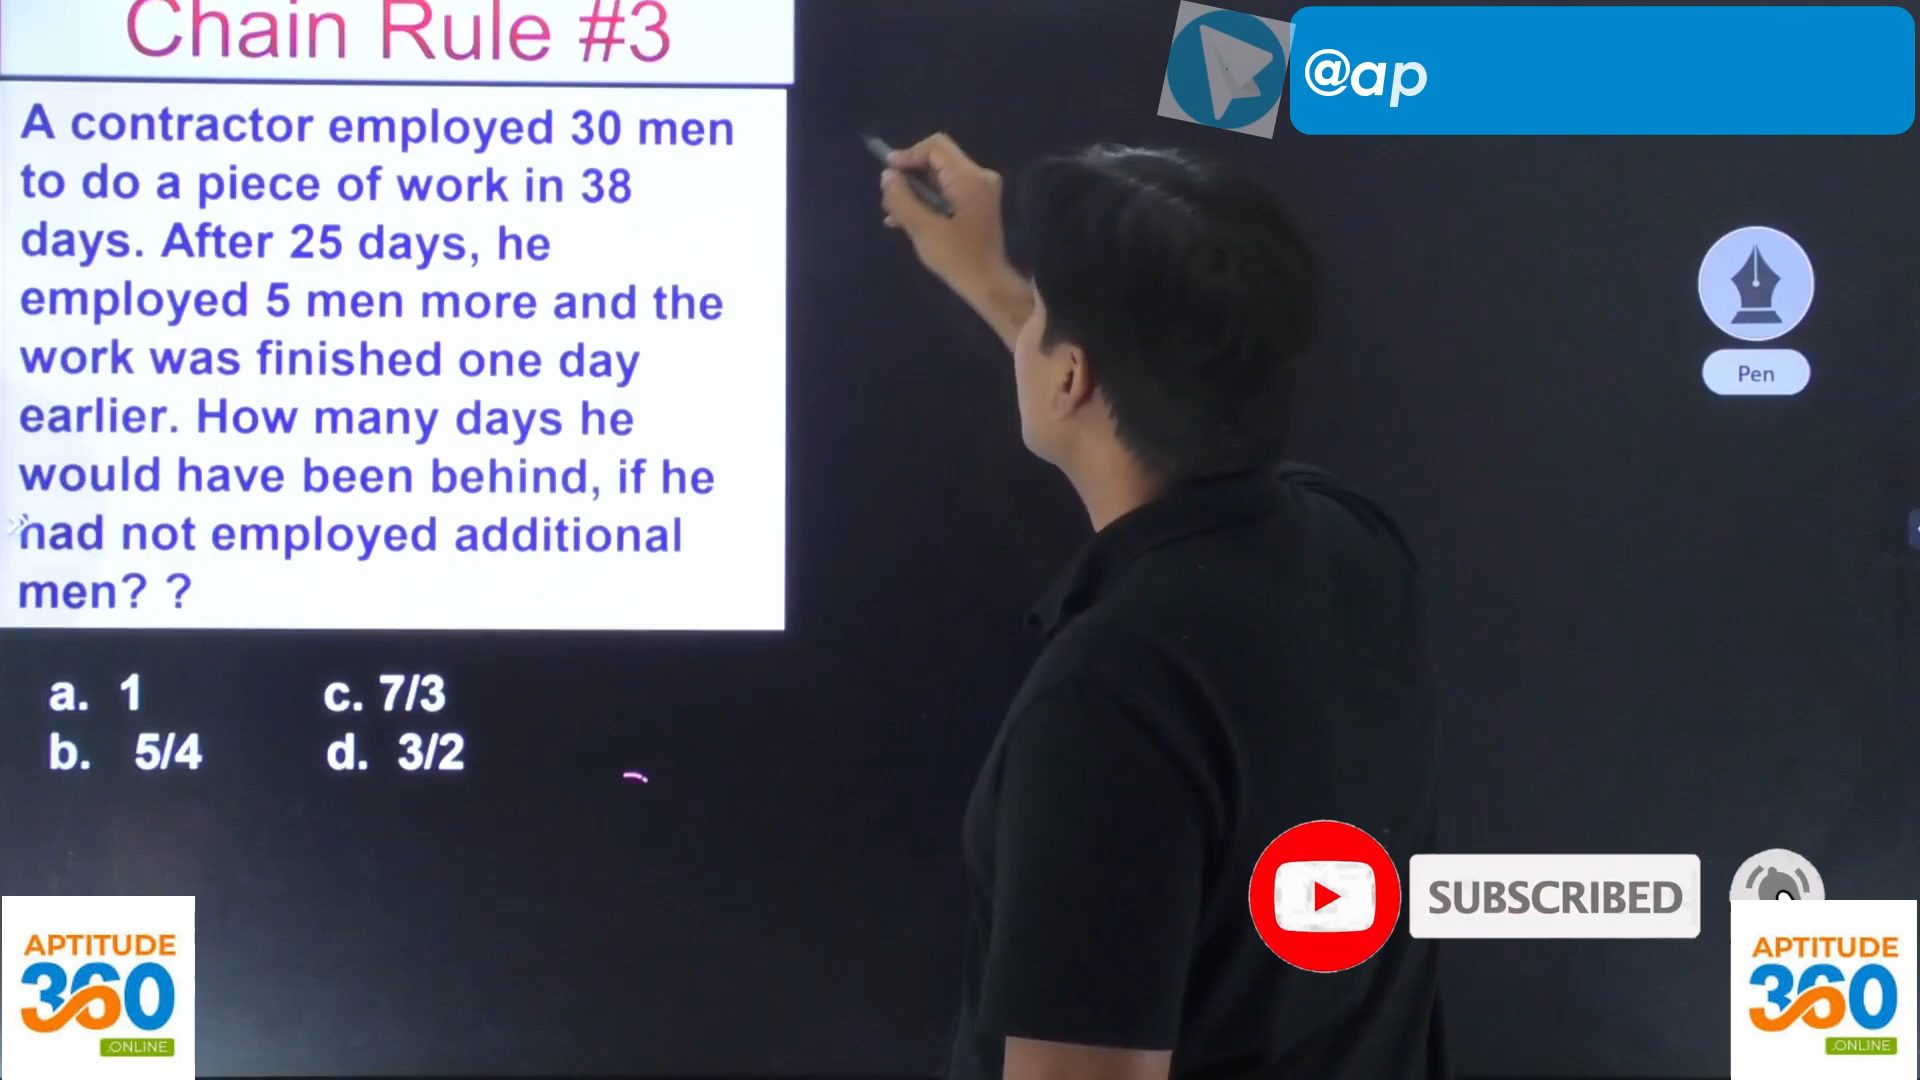 Chain Rule #3
A contractor employed 30 men
to do a piece of work in 38
days. After 25 days, he
employed 5 men more and the
work was finished one day
earlier. How many days he
would have been behind, if he
had not employed additional
men? ?
a. 1
c. 7/3
b. 5/4
d. 3/2
@ap
Pen
SUBSCRIBED
APTITUDE
360
.ONLINE
APTITUDE
360
.ONLINE